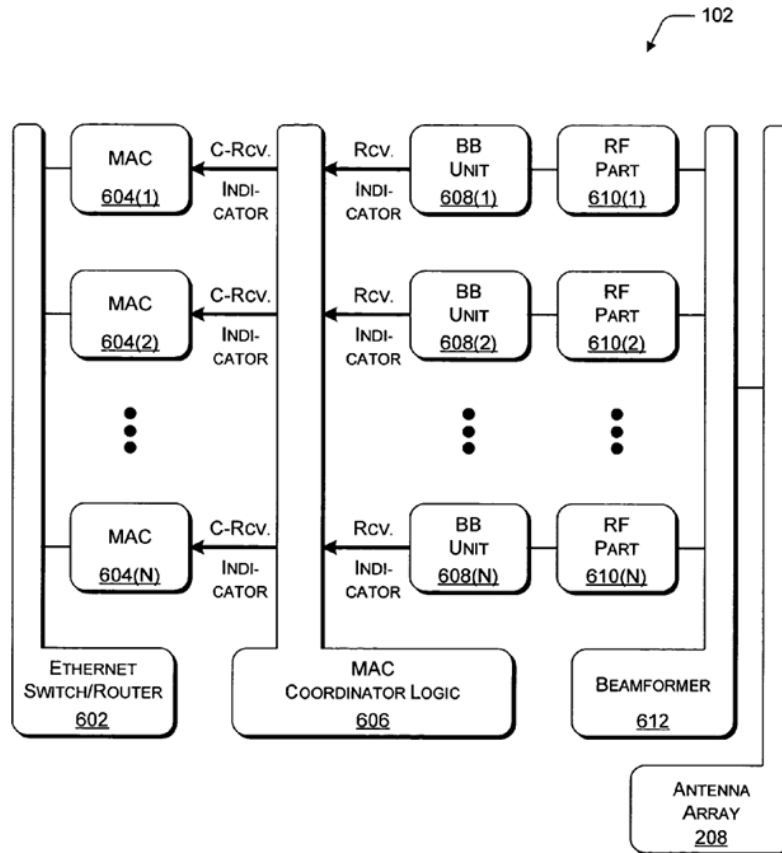 102
MAC
604(1)
C-RCV.
INDI-
CATOR
RCV.
INDI-
CATOR
BB
UNIT
608(1)
RF
PART
610(1)
MAC
604(2)
C-RCV.
INDI-
CATOR
RCV.
INDI-
CATOR
BB
UNIT
608(2)
RF
PART
610(2)
MAC
604(N)
C-RCV.
INDI-
CATOR
RCV.
INDI-
CATOR
BB
UNIT
608(N)
RF
PART
610(N)
ETHERNET
SWITCH/ROUTER
602
MAC
COORDINATOR LOGIC
606
BEAMFORMER
612
ANTENNA
ARRAY
208